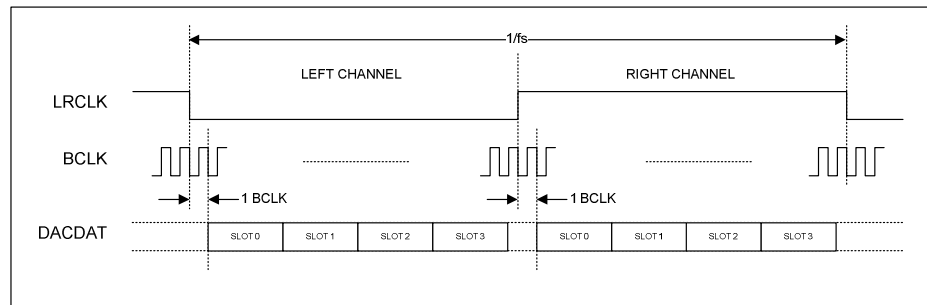 1/fs
LEFT CHANNEL
RIGHT CHANNEL
LRCLK
BCLK
1 BCLK
1 BCLK
DACDAT
SLOT 0
SLOT 1
SLOT 2
SLOT 3
SLOT 0
SLOT 1
SLOT 2
SLOT 3